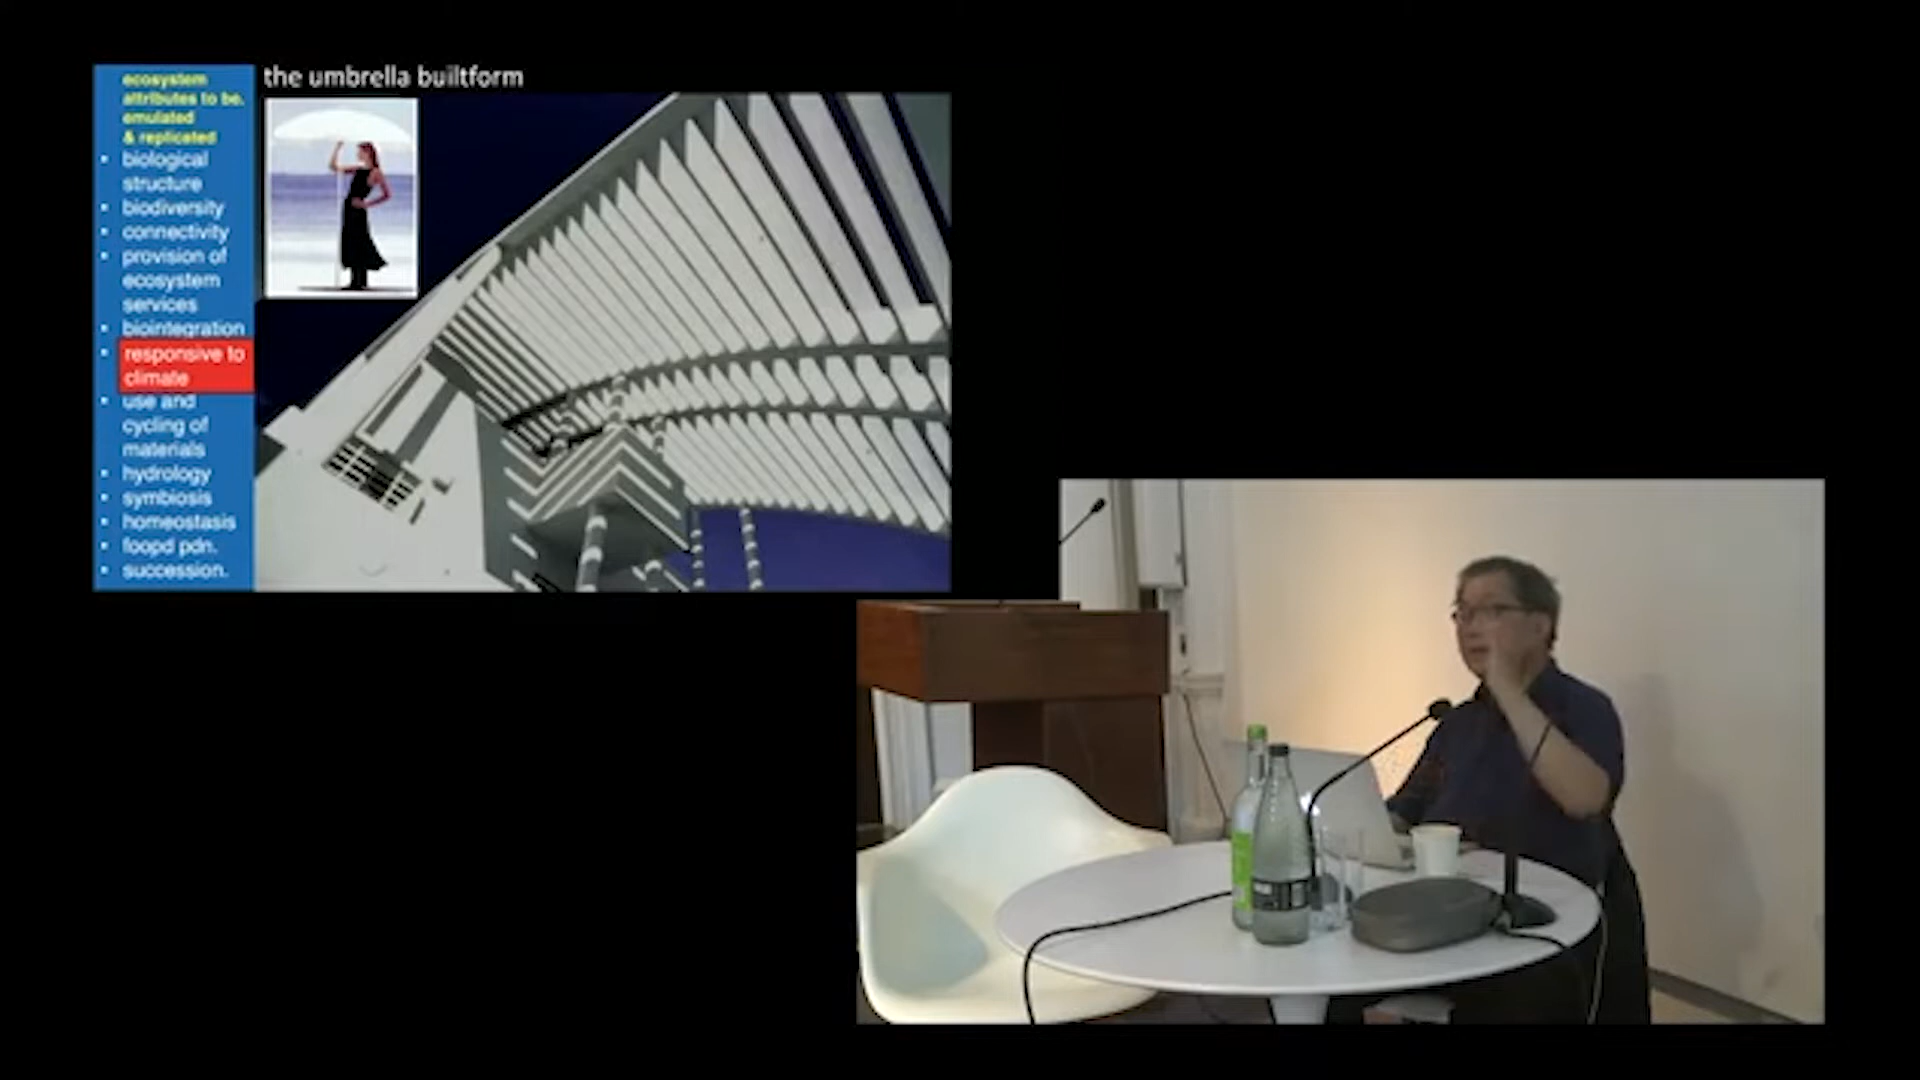 ecosystem
attributes to be.
emulated
& replicated
• biological
structure
• biodiversity
• connectivity
• provision of
ecosystem
services
• biointegration
• responsive to
climate
• use and
cycling of
materials
• hydrology
• symbiosis
• homeostasis
• foopd pdn.
• succession.
the umbrella builtform